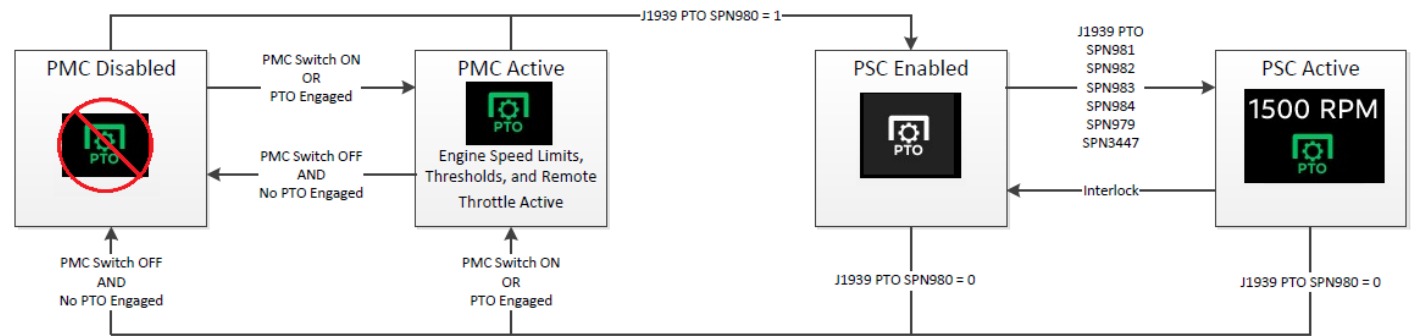 J1939 PTO SPN980 = 1
PMC Disabled
PTO
PMC Switch ON
OR
PTO Engaged
PMC Switch OFF
AND
No PTO Engaged
PMC Active
PTO
Engine Speed Limits,
Thresholds, and Remote
Throttle Active
PSC Enabled
PTO
J1939 PTO
SPN981
SPN982
SPN983
SPN984
SPN979
SPN3447
Interlock
PSC Active
1500 RPM
PTO
PMC Switch OFF
AND
No PTO Engaged
PMC Switch ON
OR
PTO Engaged
J1939 PTO SPN980 = 0
J1939 PTO SPN980 = 0